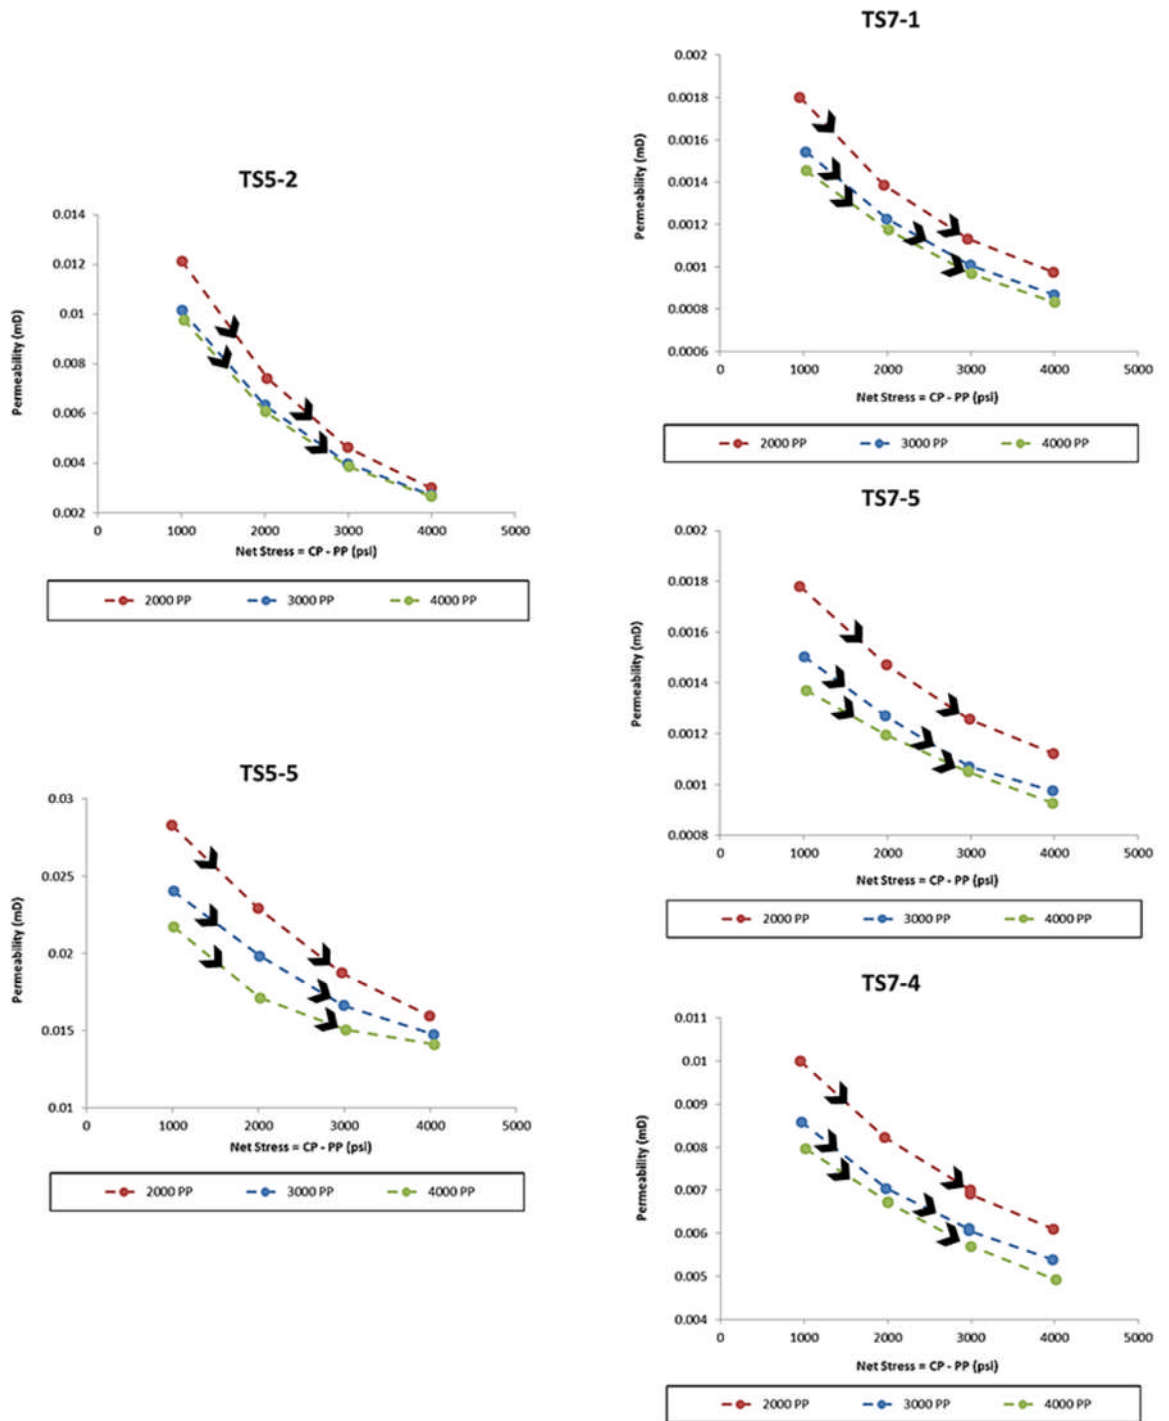 TS5-2
Permeability (mD)
0.014
0.012
0.01
0.008
0.006
0.004
0.002
0 1000 2000 3000 4000 5000
Net Stress = CP - PP (psi)
2000 PP 3000 PP 4000 PP
TS5-5
Permeability (mD)
0.03
0.025
0.02
0.015
0.01
0 1000 2000 3000 4000 5000
Net Stress = CP - PP (psi)
2000 PP 3000 PP 4000 PP
TS7-1
Permeability (mD)
0.002
0.0018
0.0016
0.0014
0.0012
0.001
0.0008
0.0006
0 1000 2000 3000 4000 5000
Net Stress = CP - PP (psi)
2000 PP 3000 PP 4000 PP
TS7-5
Permeability (mD)
0.002
0.0018
0.0016
0.0014
0.0012
0.001
0.0008
0 1000 2000 3000 4000 5000
Net Stress = CP - PP (psi)
2000 PP 3000 PP 4000 PP
TS7-4
Permeability (mD)
0.011
0.01
0.009
0.008
0.007
0.006
0.005
0.004
0 1000 2000 3000 4000 5000
Net Stress = CP - PP (psi)
2000 PP 3000 PP 4000 PP